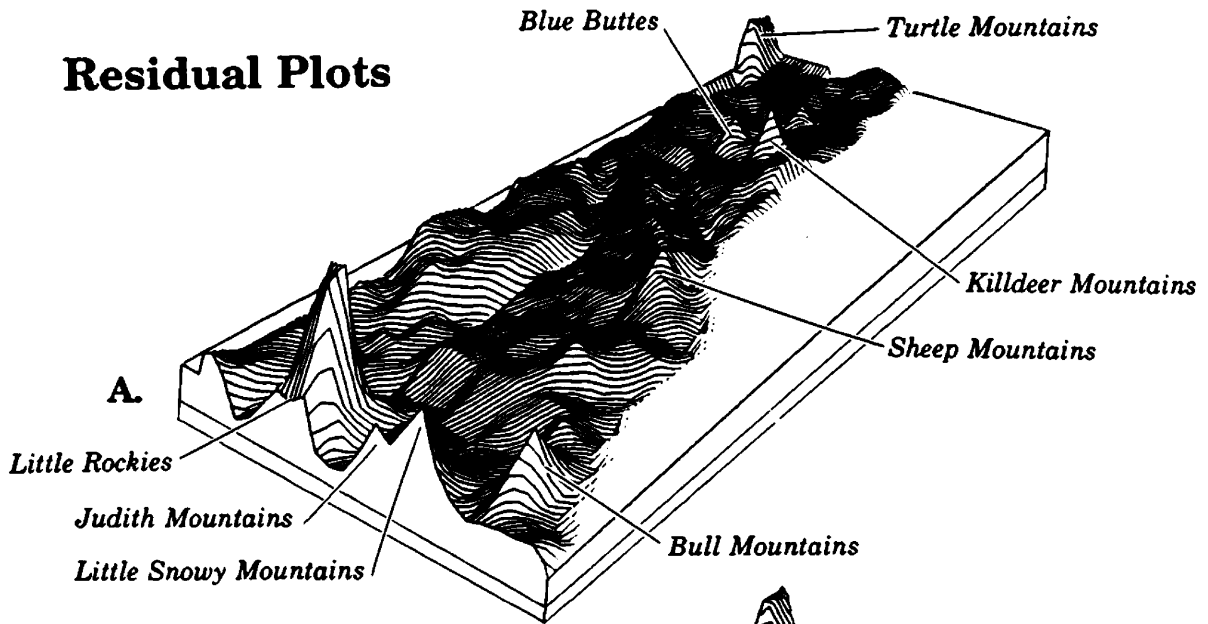 Blue Buttes
Turtle Mountains
Residual Plots
Killdeer Mountains
Sheep Mountains
A.
Little Rockies
Judith Mountains
Bull Mountains
Little Snowy Mountains